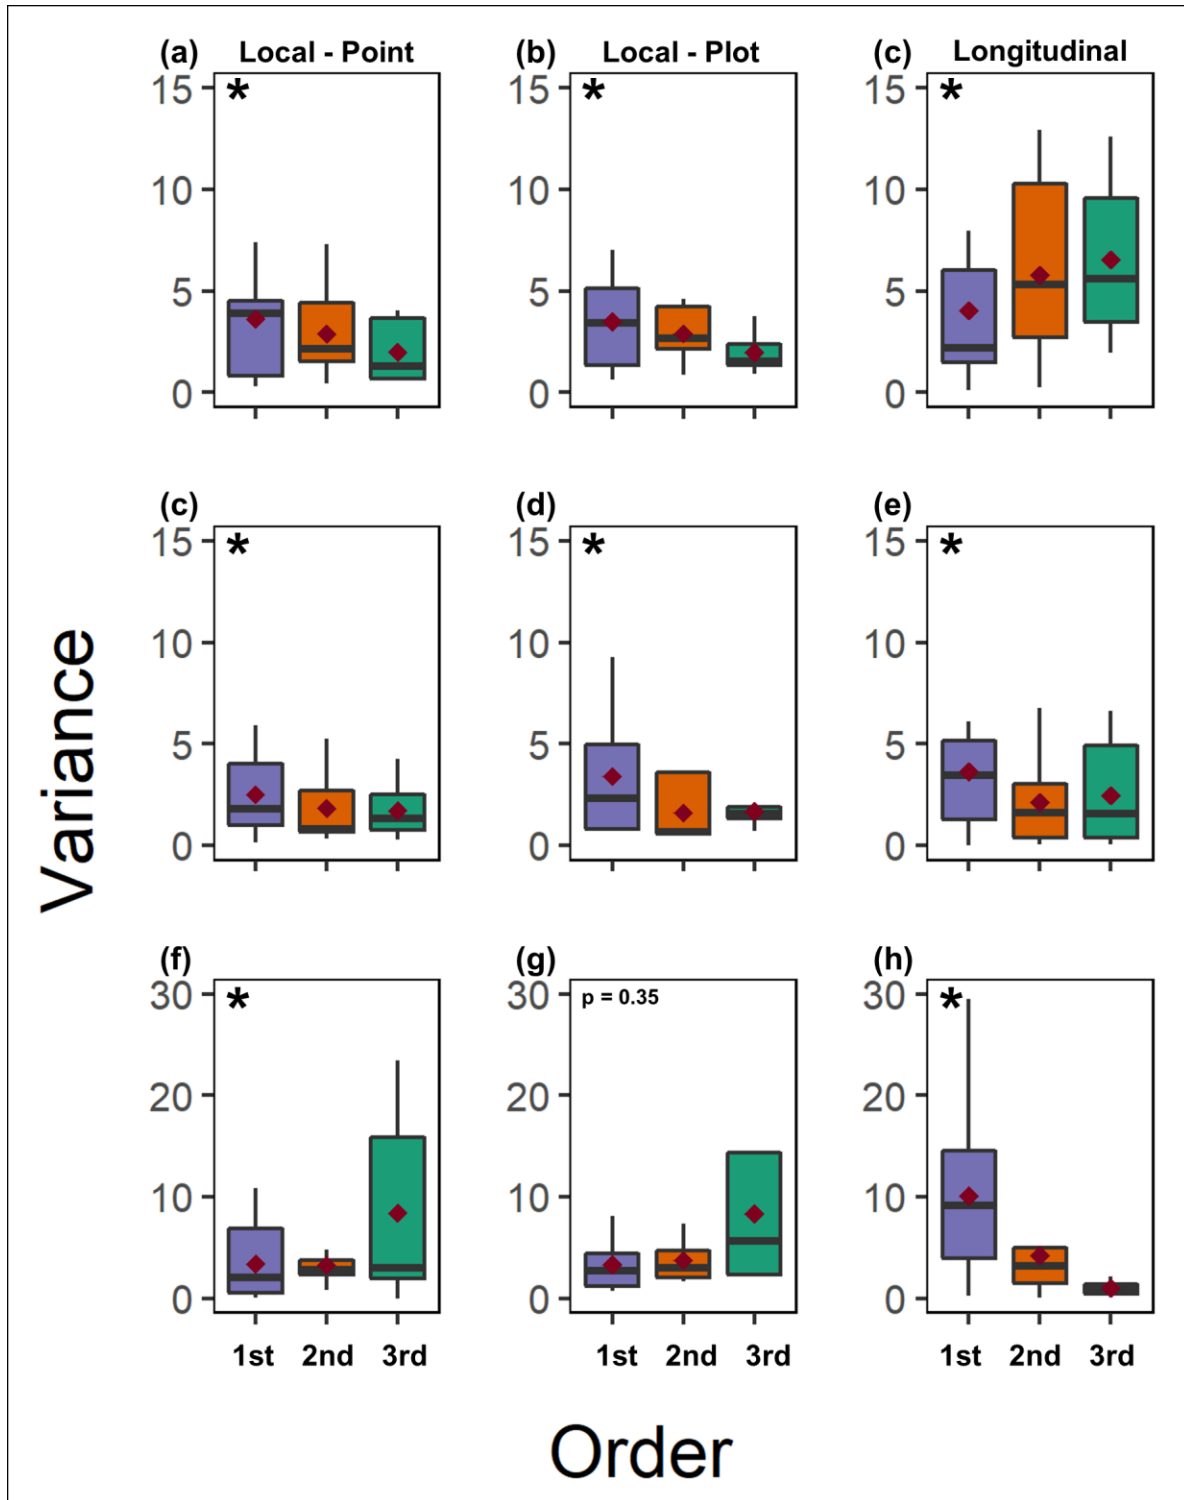 (a) Local - Point (b) Local - Plot (c) Longitudinal
* * *
15 15 15
10 10 10
5 5 5
0 0 0
(c) (d) (e)
* * *
15 15 15
10 10 10
5 5 5
0 0 0
Variance
(f) (g) (h)
* p = 0.35 *
30 30 30
20 20 20
10 10 10
0 0 0
1st 2nd 3rd 1st 2nd 3rd 1st 2nd 3rd
Order